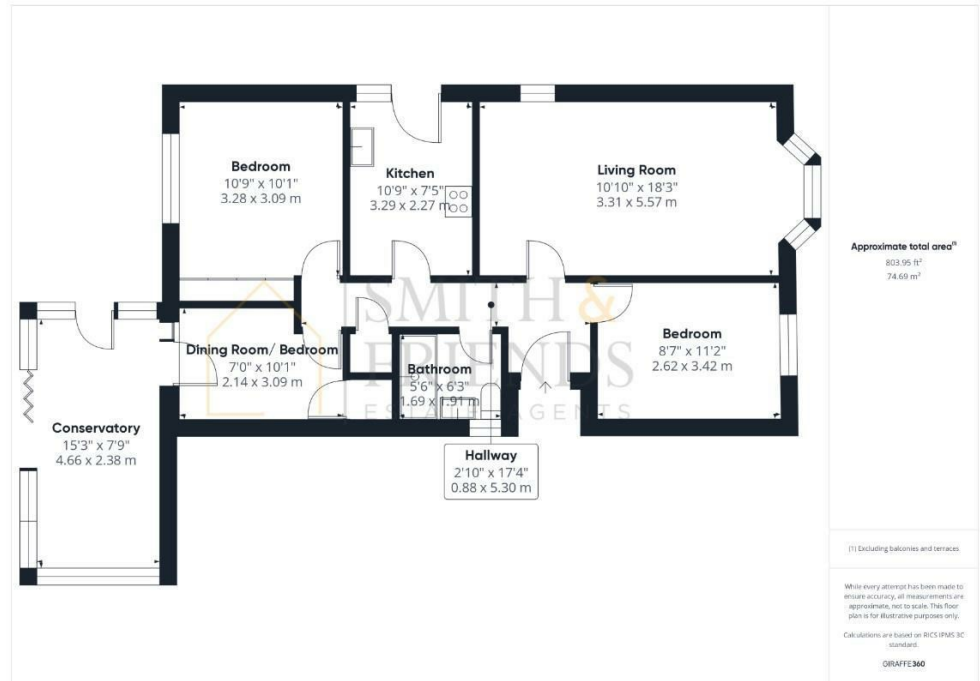 Bedroom
10'9" x 10'1"
3.28 x 3.09 m
Kitchen
10'9" x 7'5"
3.29 x 2.27 m
Living Room
10'10" x 18'3"
3.31 x 5.57 m
Approximate total area⁽¹⁾
803.95 ft²
74.69 m²
SMITH &
FRIENDS
ESTATE AGENTS
Bedroom
8'7" x 11'2"
2.62 x 3.42 m
Dining Room/ Bedroom
7'0" x 10'1"
2.14 x 3.09 m
Bathroom
5'6" x 6'3"
1.69 x 1.91 m
Conservatory
15'3" x 7'9"
4.66 x 2.38 m
Hallway
2'10" x 17'4"
0.88 x 5.30 m
(1) Excluding balconies and terraces
While every attempt has been made to
ensure accuracy, all measurements are
approximate, not to scale. This floor
plan is for illustrative purposes only.
Calculations are based on RICS IPMS 3C
standard.
GIRAFFE360